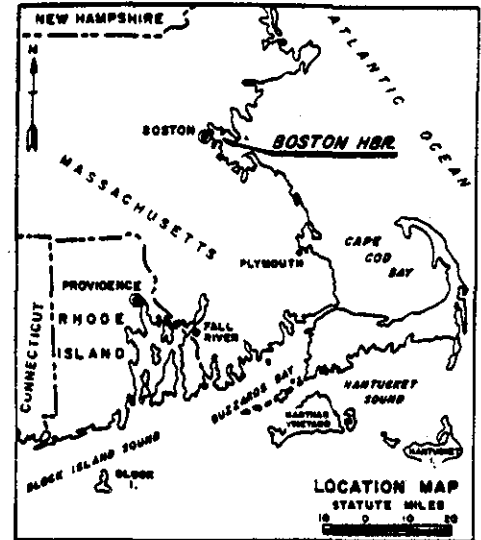 NEW HAMPSHIRE
ATLANTIC OCEAN
N
BOSTON
BOSTON HBR.
MASSACHUSETTS
PLYMOUTH
CAPE
COD
BAY
PROVIDENCE
RHODE
ISLAND
FALL
RIVER
CONNECTICUT
BUZZARDS BAY
NANTUCKET
SOUND
MARTHAS
VINEYARD
NANTUCKET
BLOCK ISLAND SOUND
BLOCK
I.
LOCATION MAP
STATUTE MILES
10 0 10 20